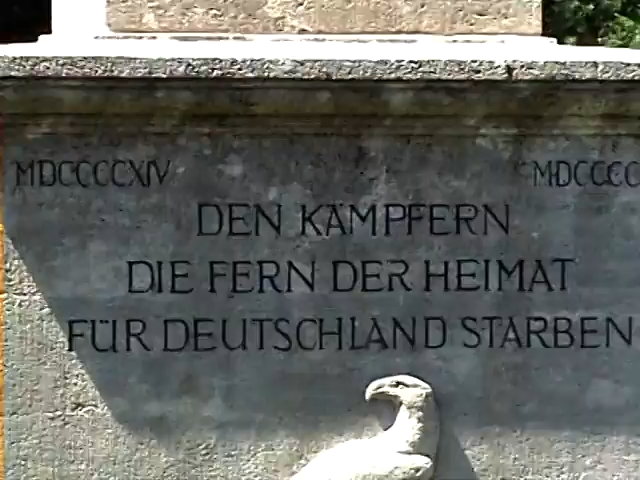 MDCCCCXIV MDCCCC
DEN KÄMPFERN
DIE FERN DER HEIMAT
FÜR DEUTSCHLAND STARBEN